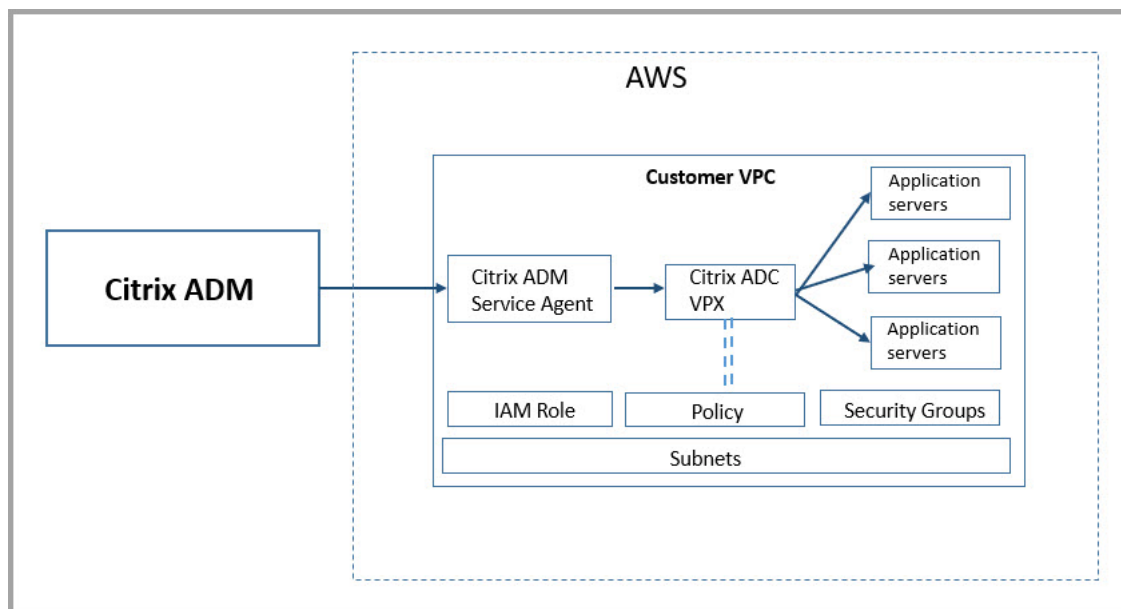 AWS
Customer VPC
Application
servers
Citrix ADM
Citrix ADM
Service Agent
Citrix ADC
VPX
Application
servers
Application
servers
IAM Role
Policy
Security Groups
Subnets